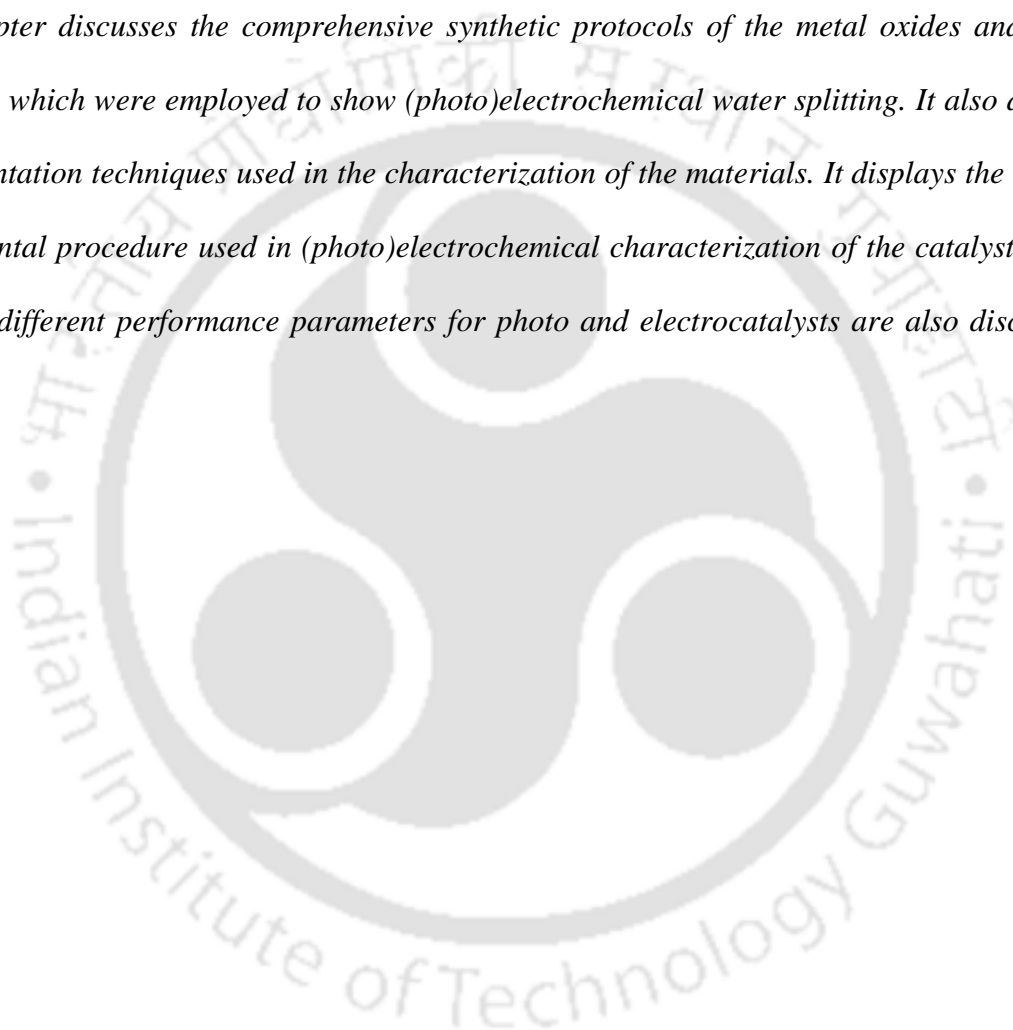 pter discusses the comprehensive synthetic protocols of the metal oxides and
which were employed to show (photo)electrochemical water splitting. It also
ntation techniques used in the characterization of the materials. It displays the
ntal procedure used in (photo)electrochemical characterization of the catalyst
different performance parameters for photo and electrocatalysts are also disc
भारतीय प्रौद्योगिकी संस्थान गुवाहाटी
Indian Institute of Technology Guwahati